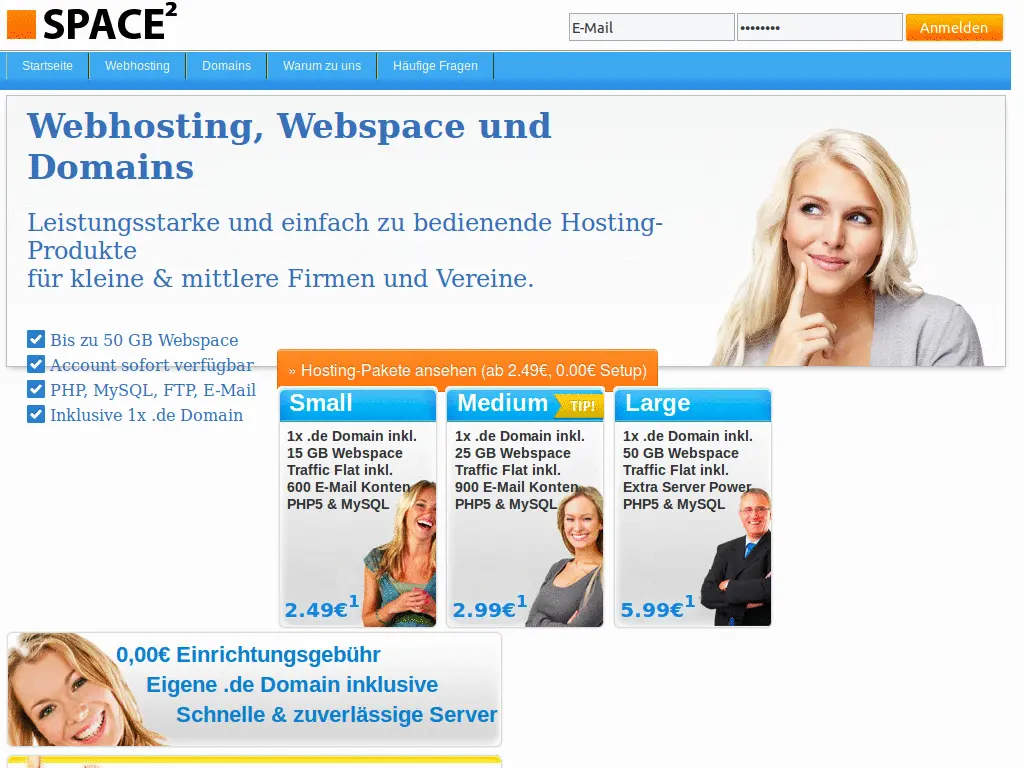 SPACE²
E-Mail
••••••••
Anmelden
Startseite
Webhosting
Domains
Warum zu uns
Häufige Fragen
Webhosting, Webspace und
Domains
Leistungsstarke und einfach zu bedienende Hosting-
Produkte
für kleine & mittlere Firmen und Vereine.
Bis zu 50 GB Webspace
Account sofort verfügbar
PHP, MySQL, FTP, E-Mail
Inklusive 1x .de Domain
» Hosting-Pakete ansehen (ab 2.49€, 0.00€ Setup)
Small
1x .de Domain inkl.
15 GB Webspace
Traffic Flat inkl.
600 E-Mail Konten
PHP5 & MySQL
2.49€¹
Medium TIP!
1x .de Domain inkl.
25 GB Webspace
Traffic Flat inkl.
900 E-Mail Konten
PHP5 & MySQL
2.99€¹
Large
1x .de Domain inkl.
50 GB Webspace
Traffic Flat inkl.
Extra Server Power
PHP5 & MySQL
5.99€¹
0,00€ Einrichtungsgebühr
Eigene .de Domain inklusive
Schnelle & zuverlässige Server